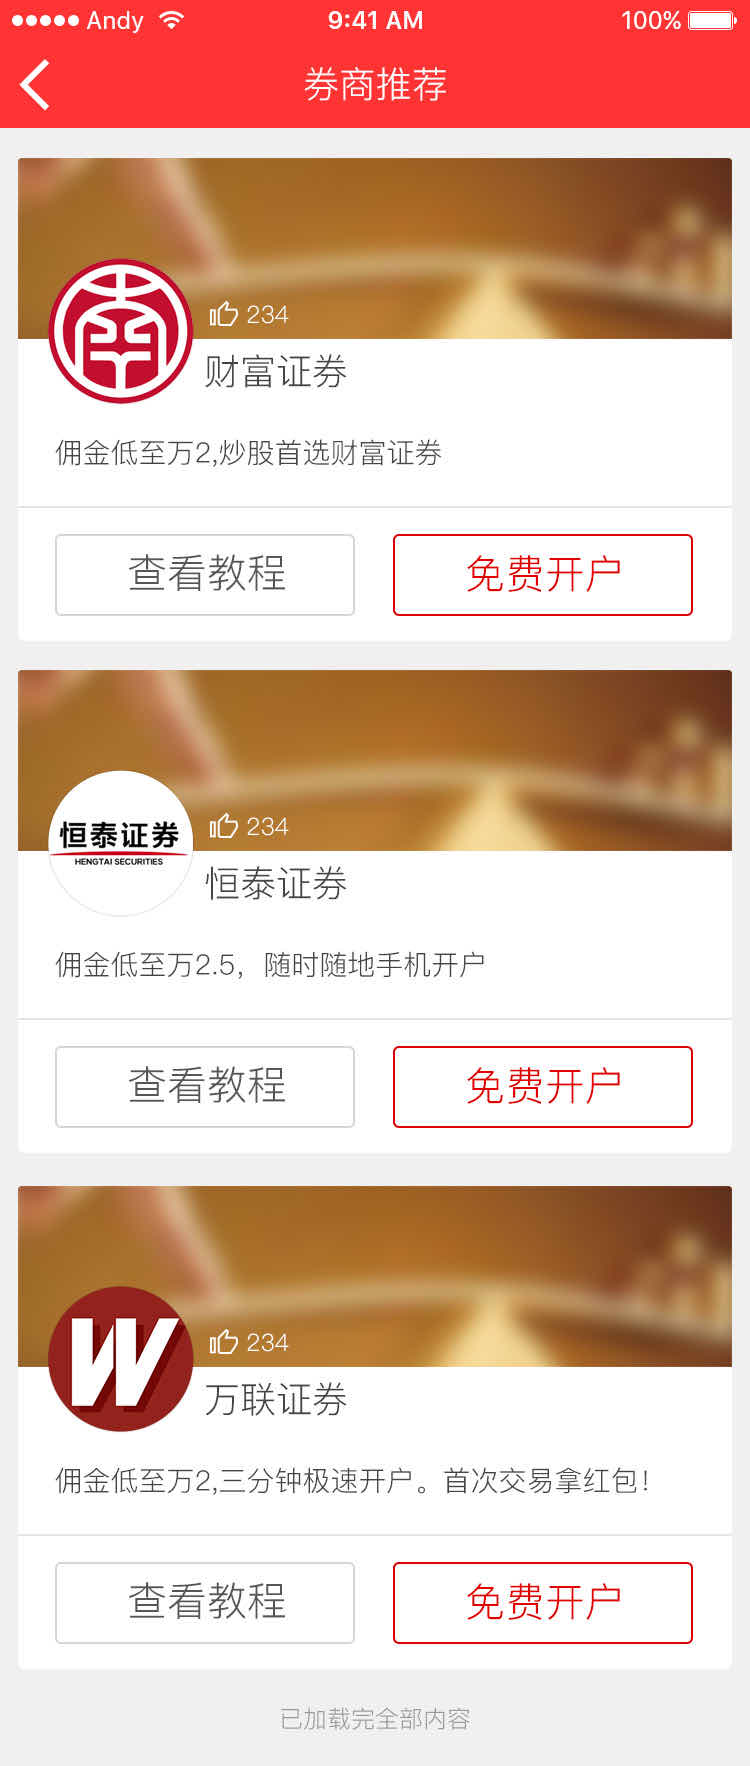 Andy 9:41 AM 100%
券商推荐
234
财富证券
佣金低至万2,炒股首选财富证券
查看教程 免费开户
234
恒泰证券
HENGTAI SECURITIES
恒泰证券
佣金低至万2.5，随时随地手机开户
查看教程 免费开户
W
234
万联证券
佣金低至万2,三分钟极速开户。首次交易拿红包！
查看教程 免费开户
已加载完全部内容